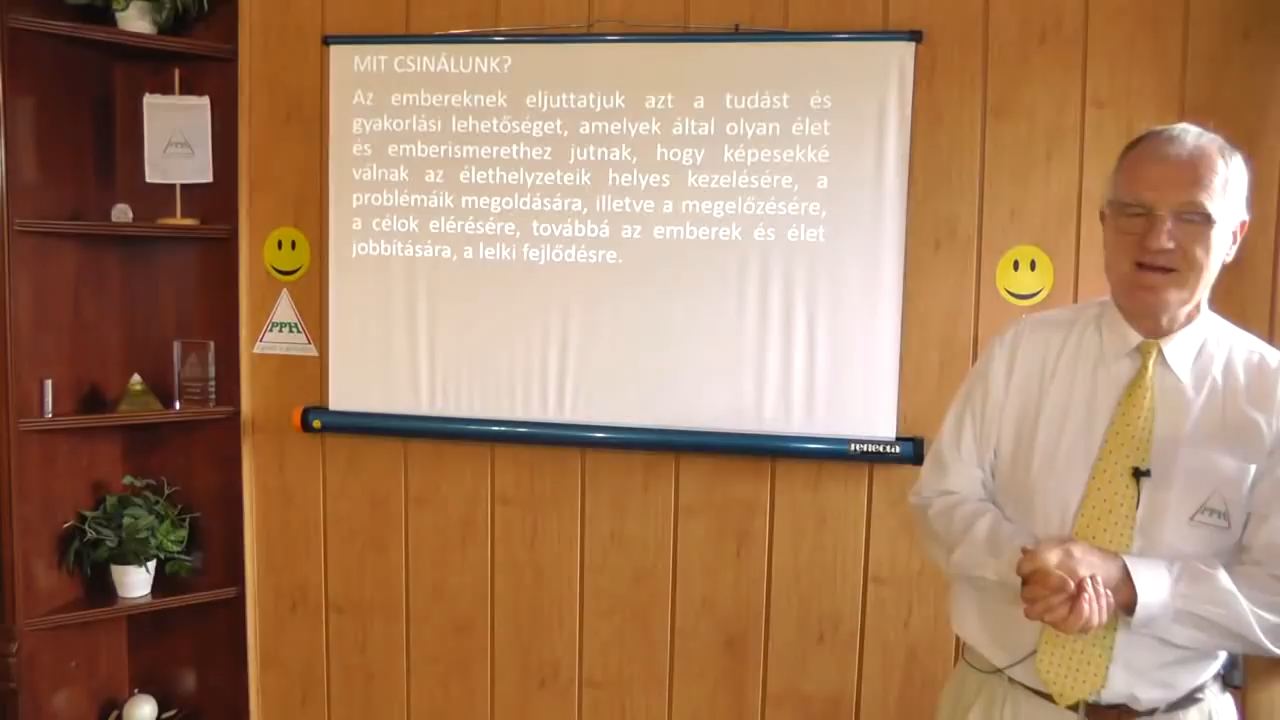 MIT CSINÁLUNK?
Az embereknek eljuttatjuk azt a tudást és
gyakorlási lehetőséget, amelyek által olyan élet
és emberismerethez jutnak, hogy képesekké
válnak az élethelyzeteik helyes kezelésére, a
problémáik megoldására, illetve a megelőzésére,
a célok elérésére, továbbá az emberek és élet
jobbítására, a lelki fejlődésre.
PPH
reflecta
PPH
PPH